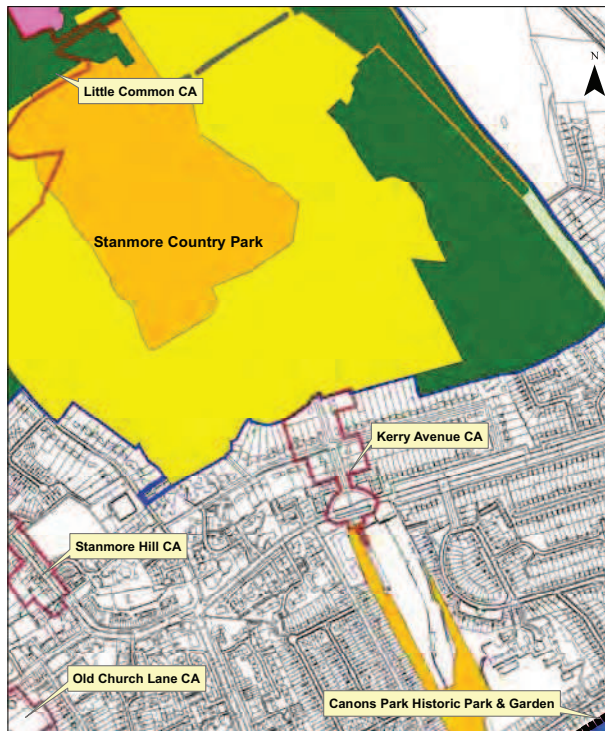 N
Little Common CA
Stanmore Country Park
Kerry Avenue CA
Stanmore Hill CA
Old Church Lane CA
Canons Park Historic Park & Garden